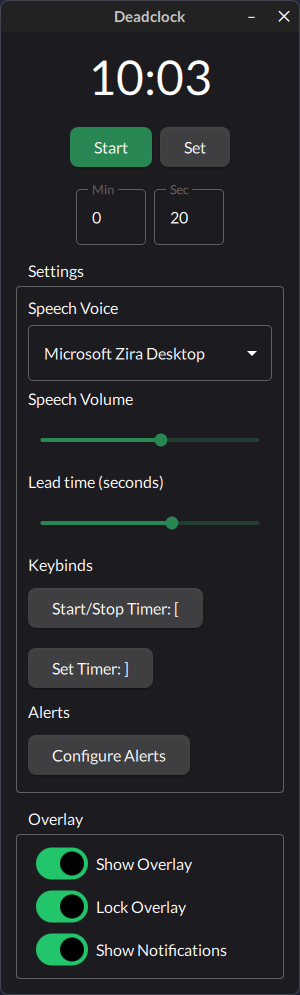 Deadclock
10:03
Start Set
Min Sec
0 20
Settings
Speech Voice
Microsoft Zira Desktop
Speech Volume
Lead time (seconds)
Keybinds
Start/Stop Timer: [
Set Timer: ]
Alerts
Configure Alerts
Overlay
Show Overlay
Lock Overlay
Show Notifications